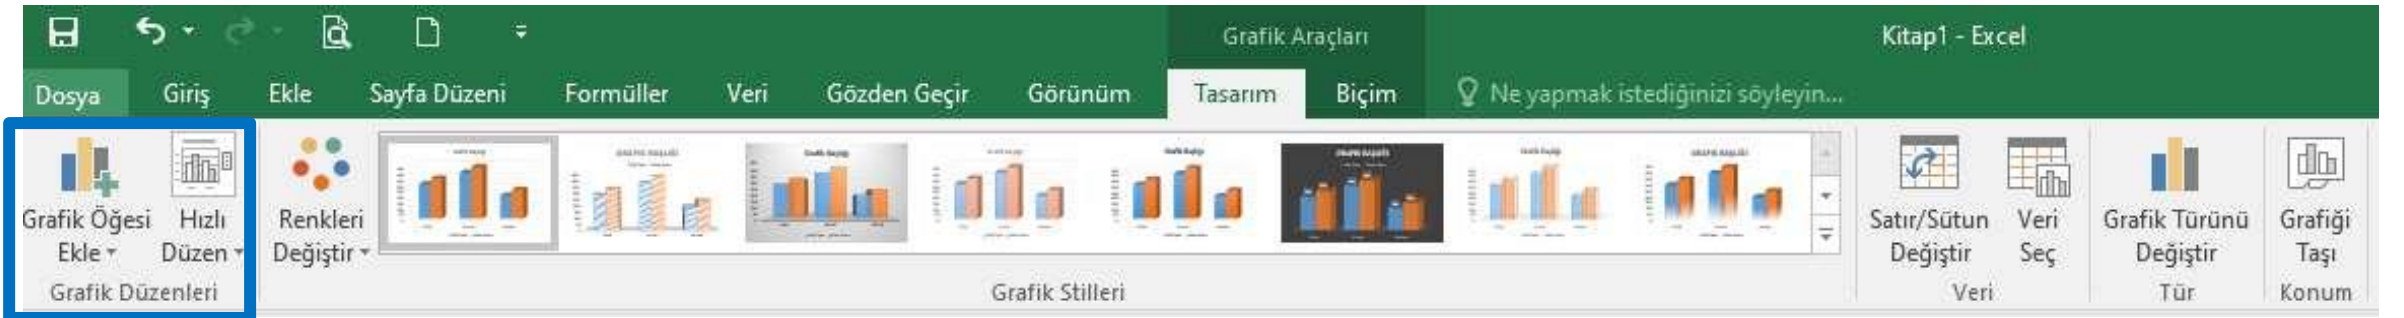 Grafik Araçları
Kitap1 - Excel
Dosya Giriş Ekle Sayfa Düzeni Formüller Veri Gözden Geçir Görünüm Tasarım Biçim Ne yapmak istediğinizi söyleyin...
Grafik Öğesi Ekle
Hızlı Düzen
Grafik Düzenleri
Renkleri Değiştir
Grafik Stilleri
Satır/Sütun Değiştir
Veri Seç
Veri
Grafik Türünü Değiştir
Tür
Grafiği Taşı
Konum